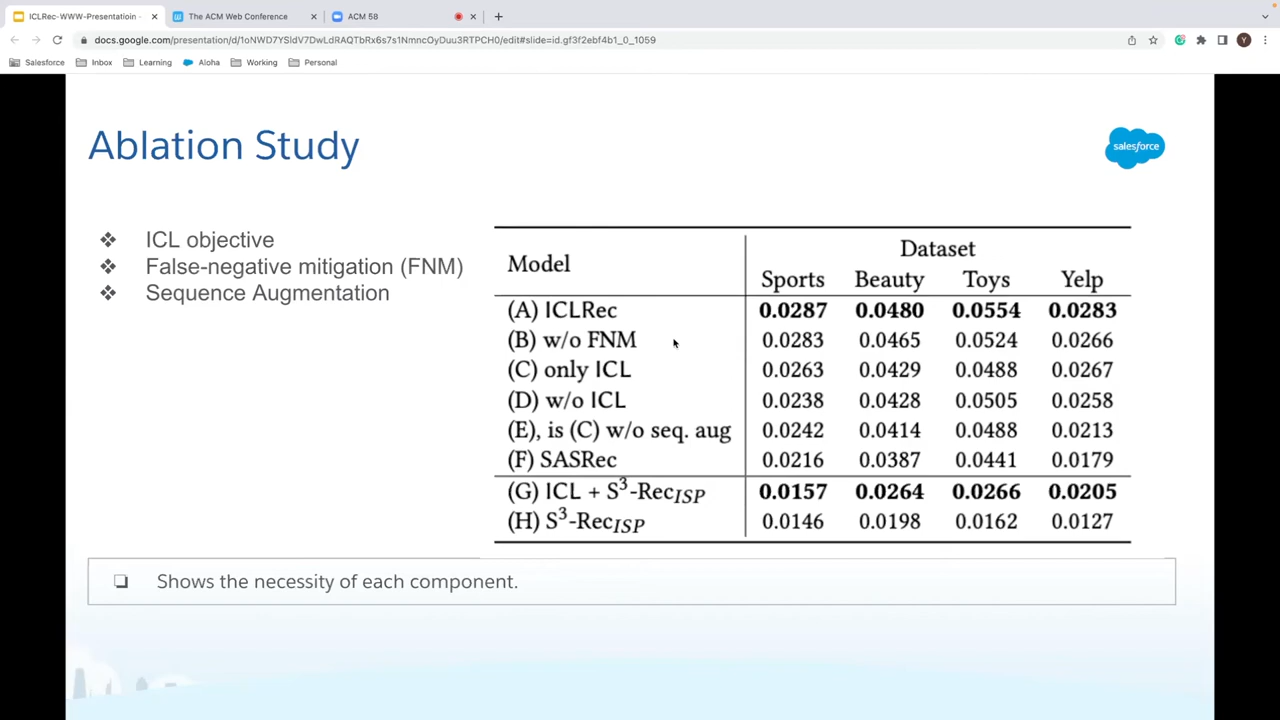 ICLRec-WWW-Presentatioin -
The ACM Web Conference
ACM 58
docs.google.com/presentation/d/1oNWD7YSldV7DwLdRAQTbRx6s7s1NmncOyDuu3RTPCH0/edit#slide=id.gf3f2ebf4b1_0_1059
Y
Salesforce Inbox Learning Aloha Working Personal
Ablation Study
salesforce
❖ ICL objective
❖ False-negative mitigation (FNM)
❖ Sequence Augmentation
Model Dataset
Sports Beauty Toys Yelp
(A) ICLRec 0.0287 0.0480 0.0554 0.0283
(B) w/o FNM 0.0283 0.0465 0.0524 0.0266
(C) only ICL 0.0263 0.0429 0.0488 0.0267
(D) w/o ICL 0.0238 0.0428 0.0505 0.0258
(E), is (C) w/o seq. aug 0.0242 0.0414 0.0488 0.0213
(F) SASRec 0.0216 0.0387 0.0441 0.0179
(G) ICL + S³-Rec_ISP 0.0157 0.0264 0.0266 0.0205
(H) S³-Rec_ISP 0.0146 0.0198 0.0162 0.0127
❏ Shows the necessity of each component.